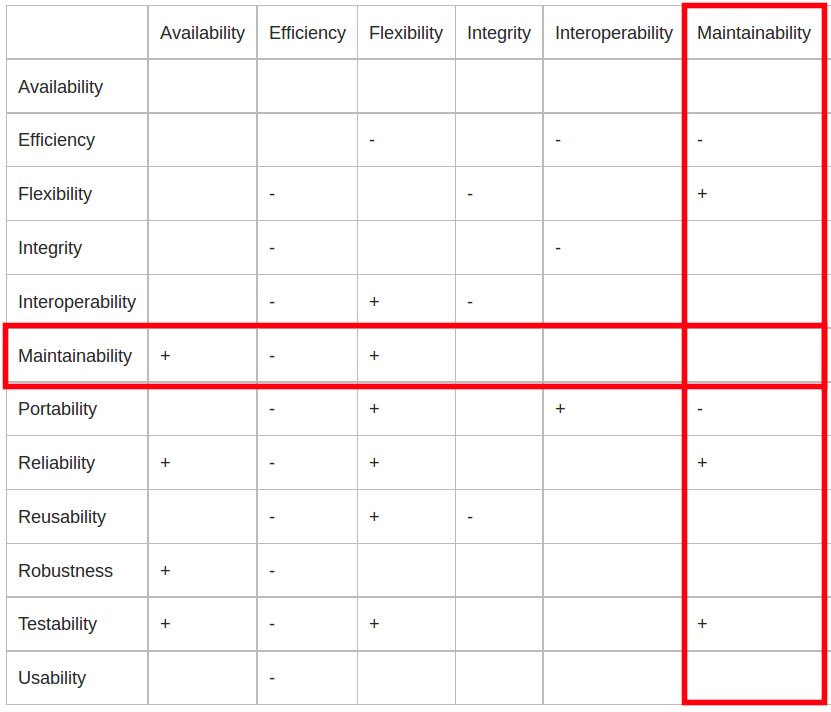 Availability Efficiency Flexibility Integrity Interoperability Maintainability
Availability
Efficiency - - -
Flexibility - - +
Integrity - -
Interoperability - + -
Maintainability + - +
Portability - + + -
Reliability + - + +
Reusability - + -
Robustness + -
Testability + - + +
Usability -